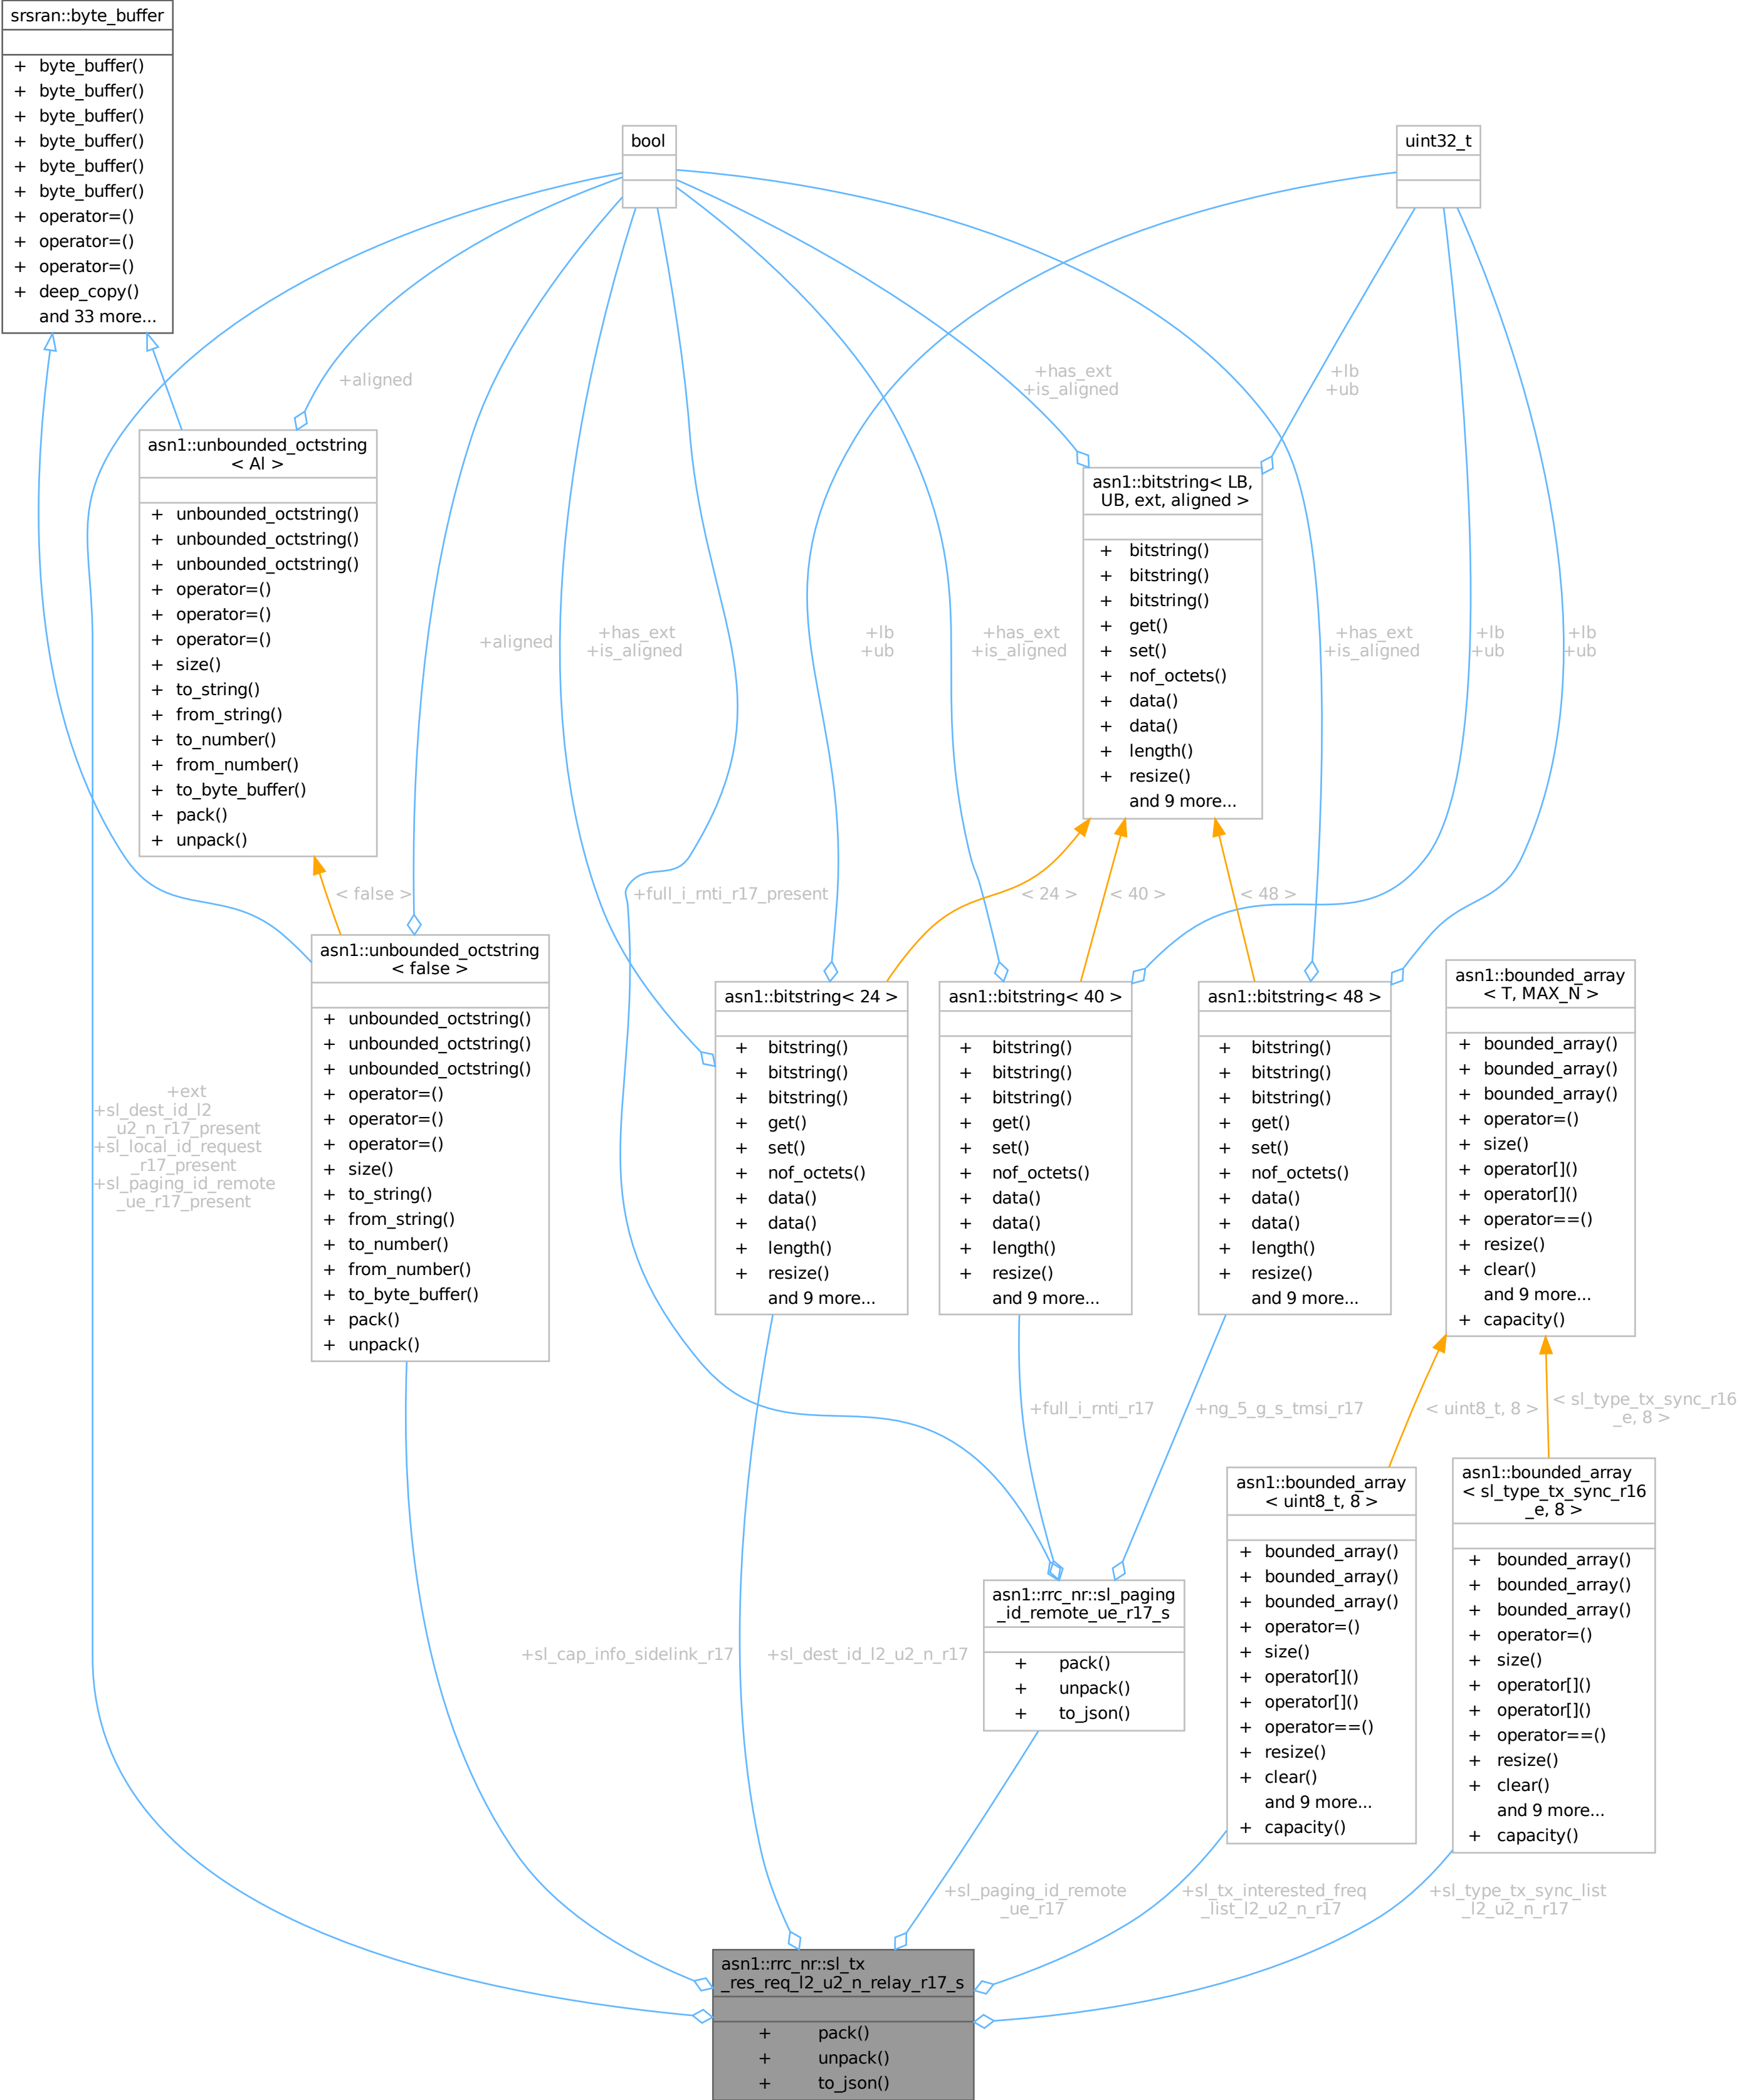 srsran::byte_buffer
+ byte_buffer()
+ byte_buffer()
+ byte_buffer()
+ byte_buffer()
+ byte_buffer()
+ byte_buffer()
+ operator=()
+ operator=()
+ operator=()
+ deep_copy()
and 33 more...
bool
uint32_t
+aligned
+has_ext
+is_aligned
+lb
+ub
asn1::unbounded_octstring
< Al >
+ unbounded_octstring()
+ unbounded_octstring()
+ unbounded_octstring()
+ operator=()
+ operator=()
+ operator=()
+ size()
+ to_string()
+ from_string()
+ to_number()
+ from_number()
+ to_byte_buffer()
+ pack()
+ unpack()
asn1::bitstring< LB,
UB, ext, aligned >
+ bitstring()
+ bitstring()
+ bitstring()
+ get()
+ set()
+ nof_octets()
+ data()
+ data()
+ length()
+ resize()
and 9 more...
+aligned
+has_ext
+is_aligned
+lb
+ub
+has_ext
+is_aligned
+has_ext
+is_aligned
+lb
+ub
+lb
+ub
< false >
+full_i_rnti_r17_present
< 24 >
< 40 >
< 48 >
asn1::unbounded_octstring
< false >
+ unbounded_octstring()
+ unbounded_octstring()
+ unbounded_octstring()
+ operator=()
+ operator=()
+ operator=()
+ size()
+ to_string()
+ from_string()
+ to_number()
+ from_number()
+ to_byte_buffer()
+ pack()
+ unpack()
asn1::bitstring< 24 >
+ bitstring()
+ bitstring()
+ bitstring()
+ get()
+ set()
+ nof_octets()
+ data()
+ data()
+ length()
+ resize()
and 9 more...
asn1::bitstring< 40 >
+ bitstring()
+ bitstring()
+ bitstring()
+ get()
+ set()
+ nof_octets()
+ data()
+ data()
+ length()
+ resize()
and 9 more...
asn1::bitstring< 48 >
+ bitstring()
+ bitstring()
+ bitstring()
+ get()
+ set()
+ nof_octets()
+ data()
+ data()
+ length()
+ resize()
and 9 more...
asn1::bounded_array
< T, MAX_N >
+ bounded_array()
+ bounded_array()
+ bounded_array()
+ operator=()
+ size()
+ operator[]()
+ operator[]()
+ operator==()
+ resize()
+ clear()
and 9 more...
+ capacity()
+ext
+sl_dest_id_l2
_u2_n_r17_present
+sl_local_id_request
_r17_present
+sl_paging_id_remote
_ue_r17_present
+full_i_rnti_r17
+ng_5_g_s_tmsi_r17
< uint8_t, 8 >
< sl_type_tx_sync_r16
_e, 8 >
asn1::bounded_array
< uint8_t, 8 >
+ bounded_array()
+ bounded_array()
+ bounded_array()
+ operator=()
+ size()
+ operator[]()
+ operator[]()
+ operator==()
+ resize()
+ clear()
and 9 more...
+ capacity()
asn1::bounded_array
< sl_type_tx_sync_r16
_e, 8 >
+ bounded_array()
+ bounded_array()
+ bounded_array()
+ operator=()
+ size()
+ operator[]()
+ operator[]()
+ operator==()
+ resize()
+ clear()
and 9 more...
+ capacity()
asn1::rrc_nr::sl_paging
_id_remote_ue_r17_s
+ pack()
+ unpack()
+ to_json()
+sl_cap_info_sidelink_r17
+sl_dest_id_l2_u2_n_r17
+sl_paging_id_remote
_ue_r17
+sl_tx_interested_freq
_list_l2_u2_n_r17
+sl_type_tx_sync_list
_l2_u2_n_r17
asn1::rrc_nr::sl_tx
_res_req_l2_u2_n_relay_r17_s
+ pack()
+ unpack()
+ to_json()